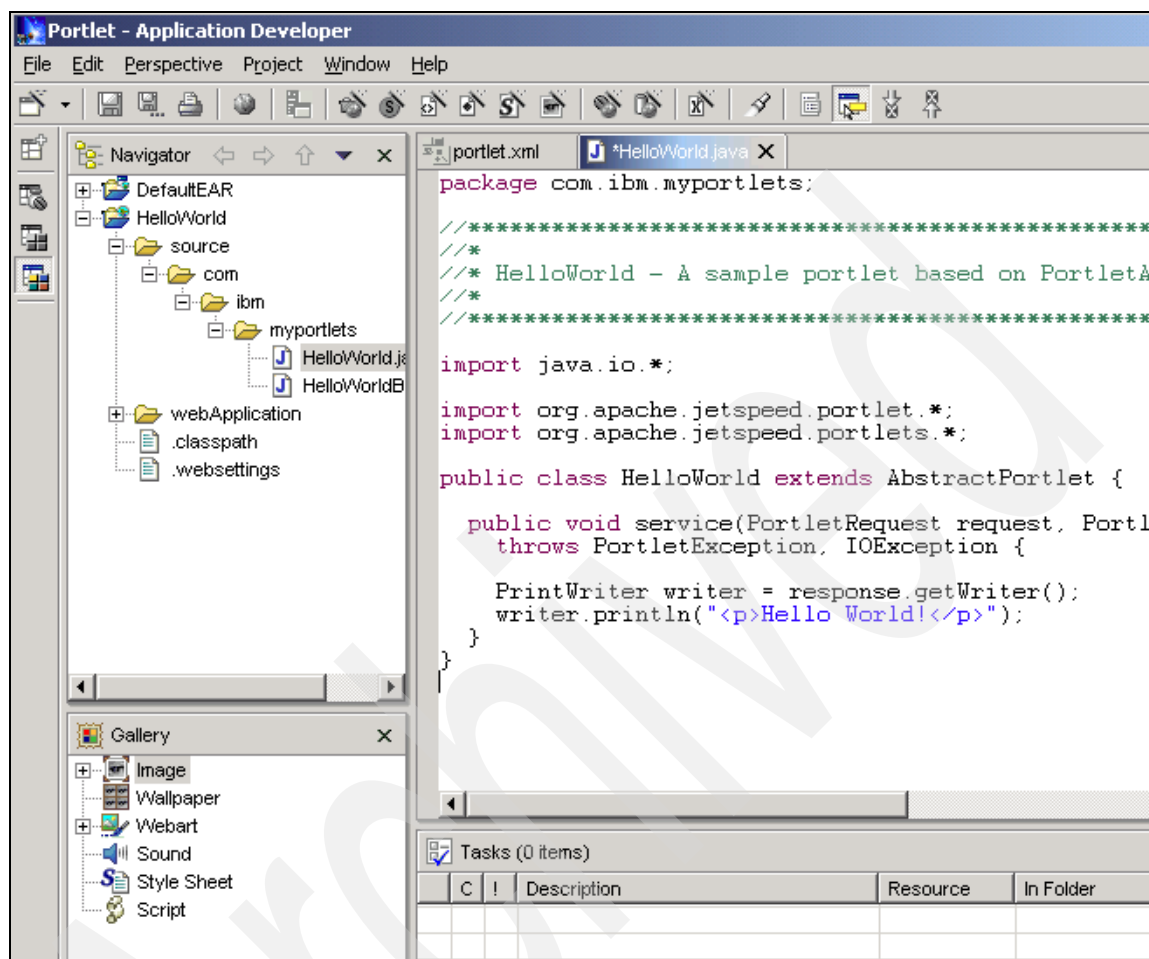 Portlet - Application Developer
File Edit Perspective Project Window Help
Navigator
DefaultEAR
HelloWorld
source
com
ibm
myportlets
HelloWorld.ja
HelloWorldB
webApplication
.classpath
.websettings
Gallery
Image
Wallpaper
Webart
Sound
Style Sheet
Script
portlet.xml *HelloWorld.java
package com.ibm.myportlets;
//*************************************************
//*
//* HelloWorld - A sample portlet based on PortletA
//*
//*************************************************
import java.io.*;
import org.apache.jetspeed.portlet.*;
import org.apache.jetspeed.portlets.*;
public class HelloWorld extends AbstractPortlet {
public void service(PortletRequest request, Portl
throws PortletException, IOException {
PrintWriter writer = response.getWriter();
writer.println("<p>Hello World!</p>");
}
}
Tasks (0 items)
C ! Description Resource In Folder
Archived